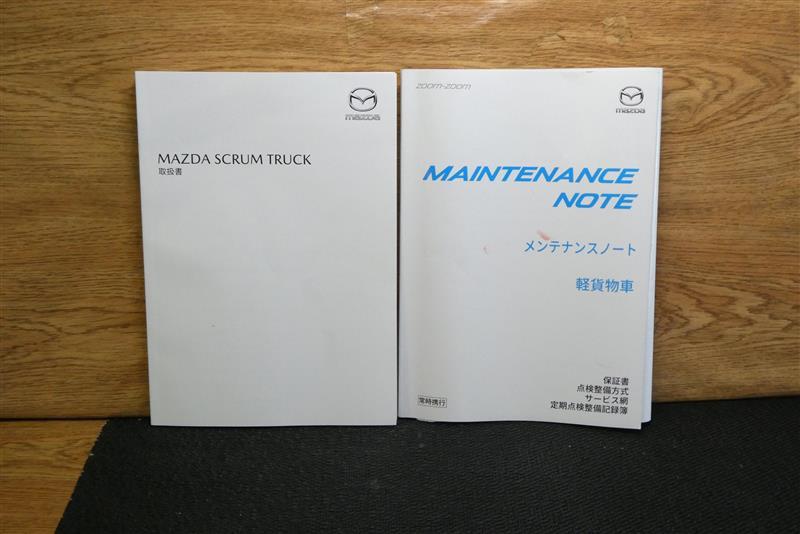 mazda
MAZDA SCRUM TRUCK
取扱書
zoom-zoom
mazda
MAINTENANCE
NOTE
メンテナンスノート
軽貨物車
保証書
点検整備方式
サービス網
定期点検整備記録簿
常時携行